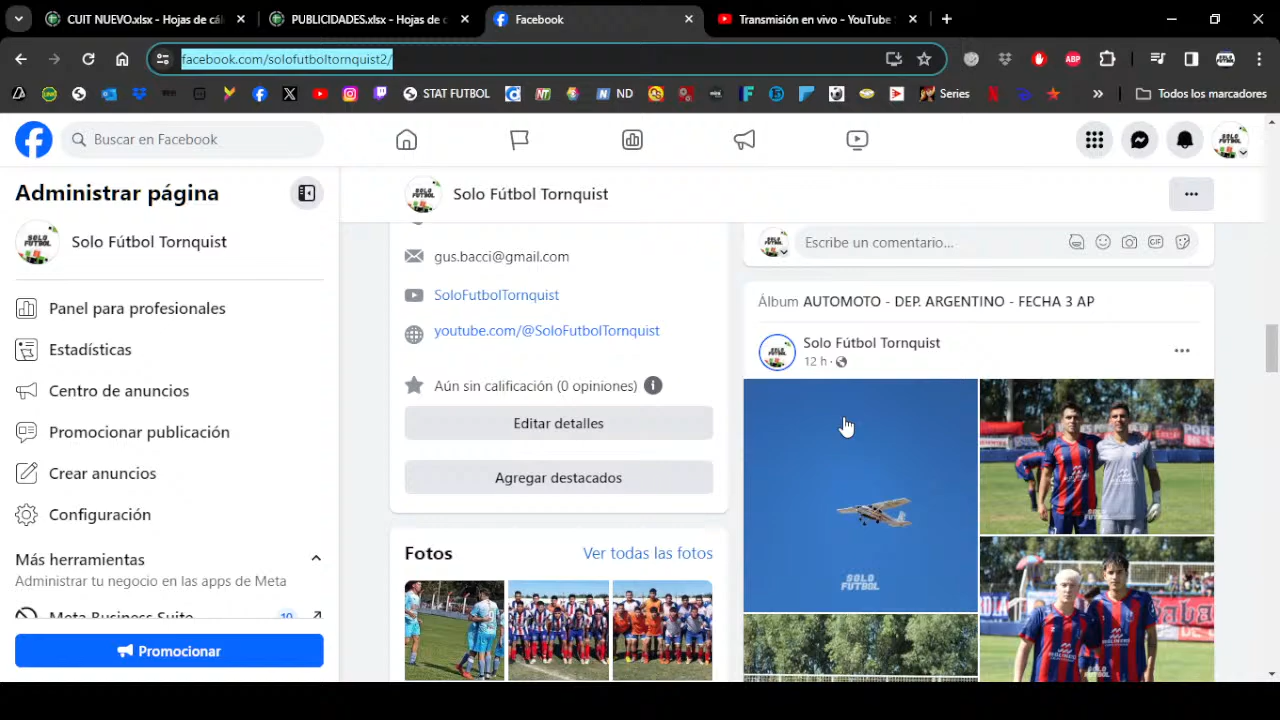 CUIT NUEVO.xlsx - Hojas de cál
PUBLICIDADES.xlsx - Hojas de c
Facebook
Transmisión en vivo - YouTube
facebook.com/solofutboltornquist2/
ABP
STAT FUTBOL
ND
Series
Todos los marcadores
Buscar en Facebook
Administrar página
Solo Fútbol Tornquist
Panel para profesionales
Estadísticas
Centro de anuncios
Promocionar publicación
Crear anuncios
Configuración
Más herramientas
Administrar tu negocio en las apps de Meta
Meta Business Suite 10
Promocionar
Solo Fútbol Tornquist
gus.bacci@gmail.com
SoloFutbolTornquist
youtube.com/@SoloFutbolTornquist
Aún sin calificación (0 opiniones)
Editar detalles
Agregar destacados
Fotos
Ver todas las fotos
Escribe un comentario...
GIF
Álbum AUTOMOTO - DEP. ARGENTINO - FECHA 3 AP
Solo Fútbol Tornquist
12 h ·
SOLO
FUTBOL